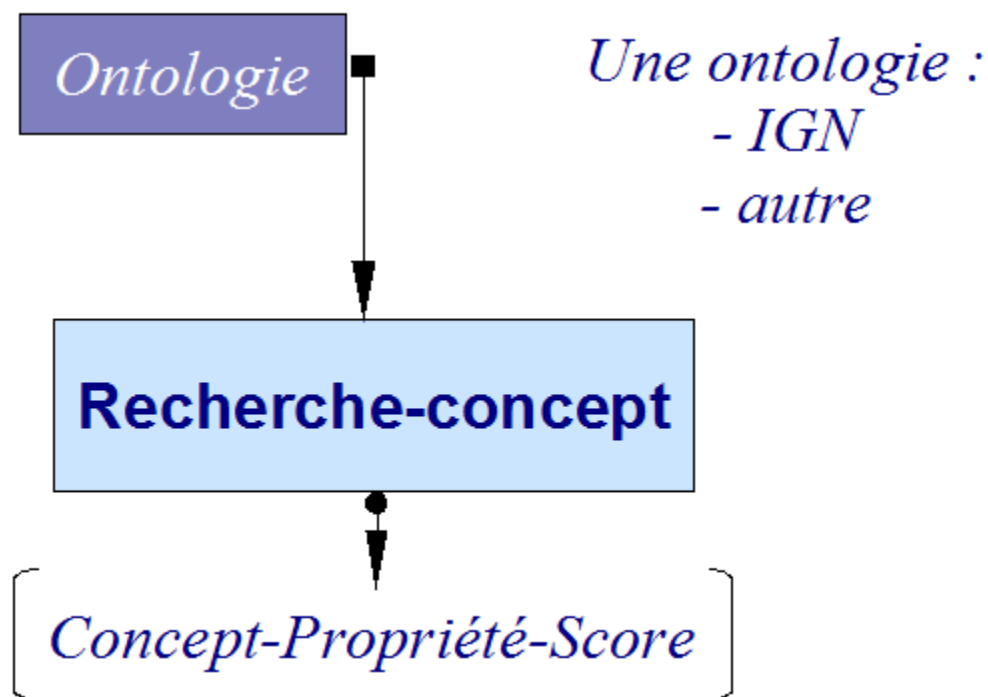 Ontologie
Une ontologie :
- IGN
- autre
Recherche-concept
Concept-Propriété-Score